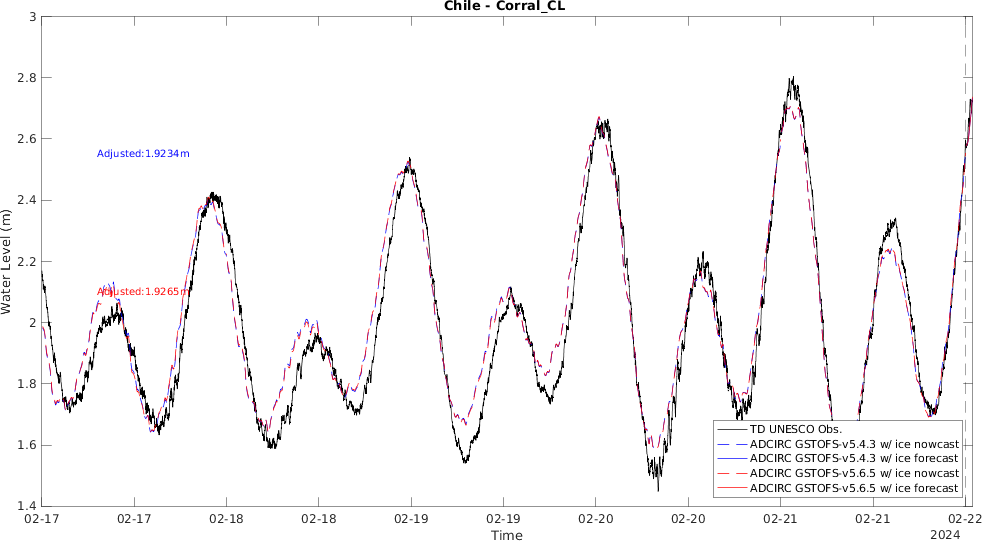 Chile - Corral_CL
3
2.8
2.6
2.4
2.2
2
1.8
1.6
1.4
Water Level (m)
Adjusted:1.9234m
Adjusted:1.9265m
TD UNESCO Obs.
ADCIRC GSTOFS-v5.4.3 w/ ice nowcast
ADCIRC GSTOFS-v5.4.3 w/ ice forecast
ADCIRC GSTOFS-v5.6.5 w/ ice nowcast
ADCIRC GSTOFS-v5.6.5 w/ ice forecast
02-17 02-17 02-18 02-18 02-19 02-19 02-20 02-20 02-21 02-21 02-22
Time
2024